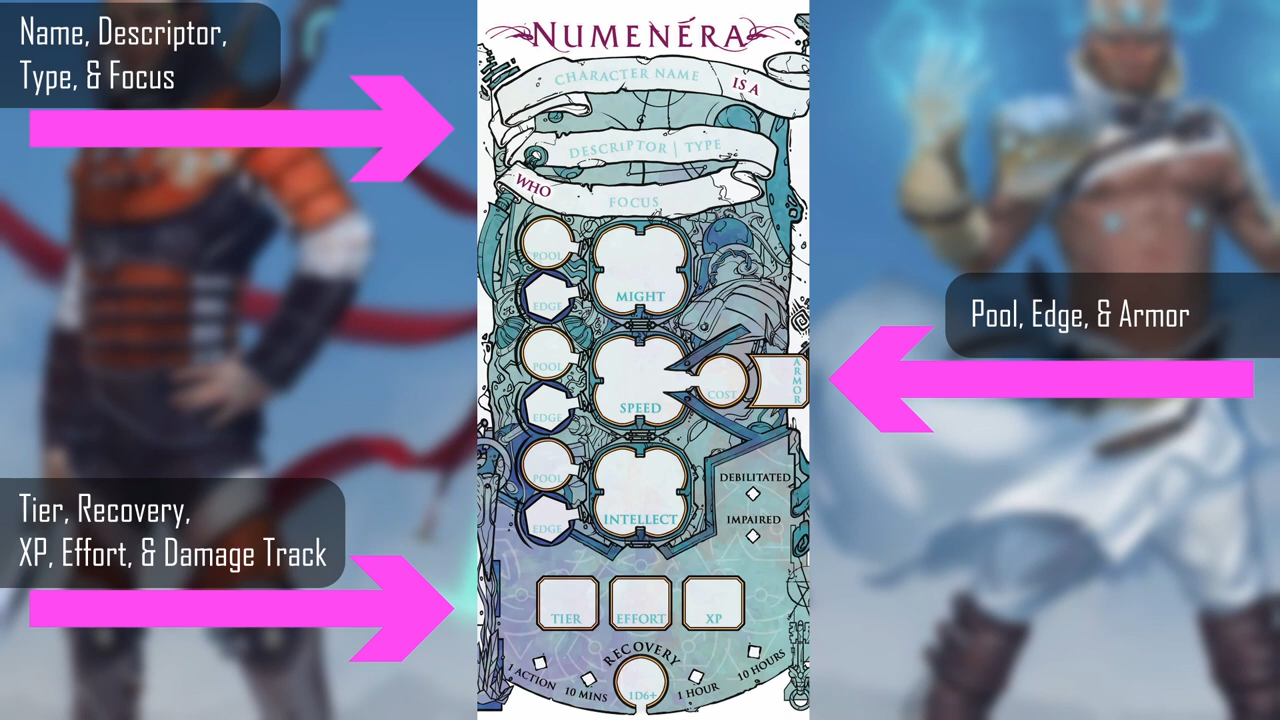 Name, Descriptor,
Type, & Focus
NUMENÉRA
CHARACTER NAME
IS A
DESCRIPTOR | TYPE
WHO
FOCUS
POOL
EDGE
MIGHT
Pool, Edge, & Armor
POOL
EDGE
SPEED
COST
ARMOR
POOL
EDGE
INTELLECT
DEBILITATED
IMPAIRED
Tier, Recovery,
XP, Effort, & Damage Track
TIER
EFFORT
XP
RECOVERY
1 ACTION
10 MINS
1D6+
1 HOUR
10 HOURS